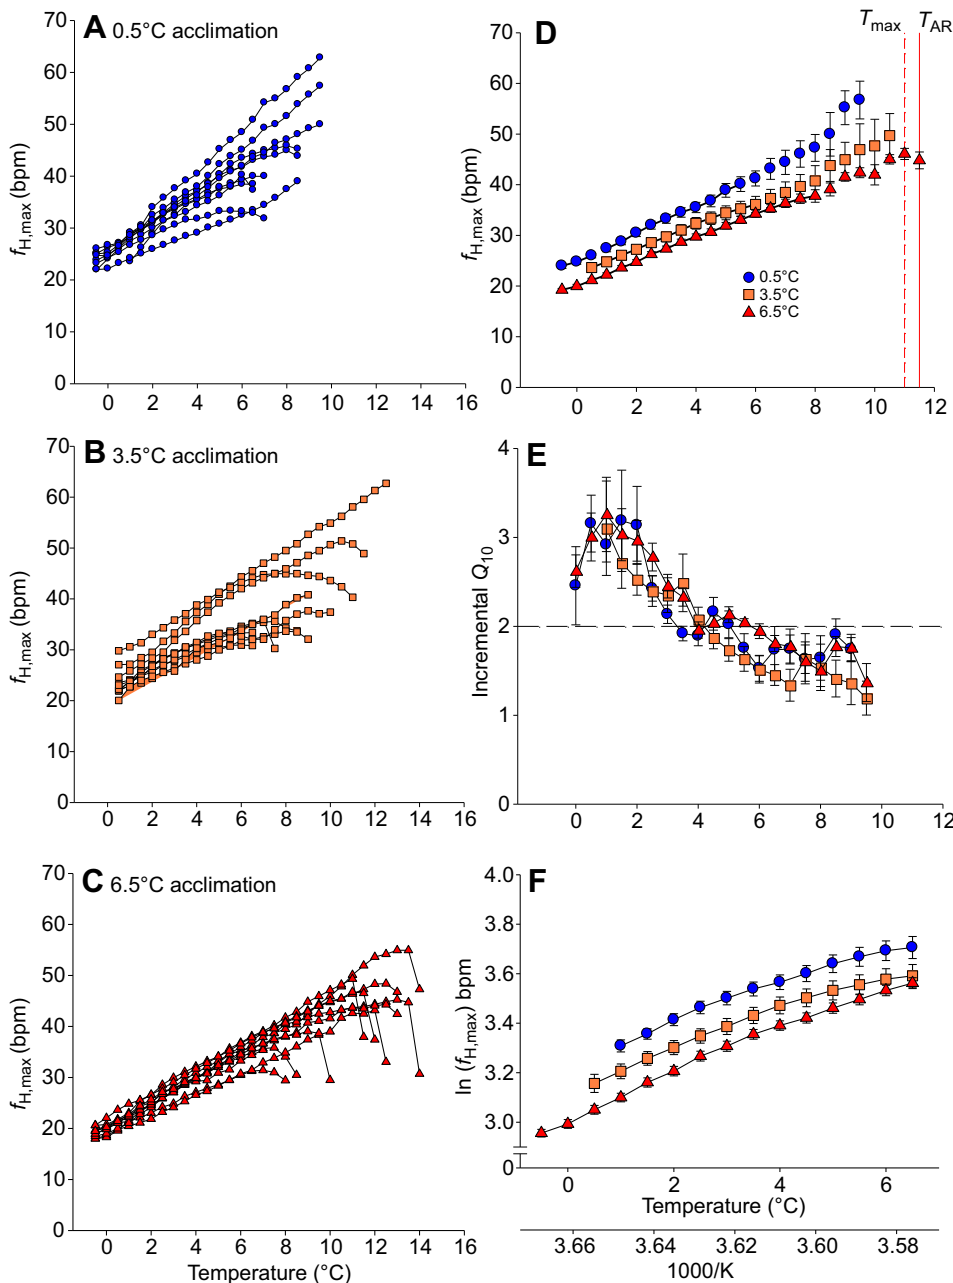 A 0.5°C acclimation
70
60
50
40
30
20
10
0
fH,max (bpm)
0 2 4 6 8 10 12 14 16
B 3.5°C acclimation
70
60
50
40
30
20
10
0
fH,max (bpm)
0 2 4 6 8 10 12 14 16
C 6.5°C acclimation
70
60
50
40
30
20
10
0
fH,max (bpm)
0 2 4 6 8 10 12 14 16
Temperature (°C)
D
Tmax TAR
70
60
50
40
30
20
10
0
fH,max (bpm)
0.5°C
3.5°C
6.5°C
0 2 4 6 8 10 12
E
4
3
2
1
0
Incremental Q10
0 2 4 6 8 10 12
F
4.0
3.8
3.6
3.4
3.2
3.0
0
ln (fH,max) bpm
0 2 4 6
Temperature (°C)
3.66 3.64 3.62 3.60 3.58
1000/K